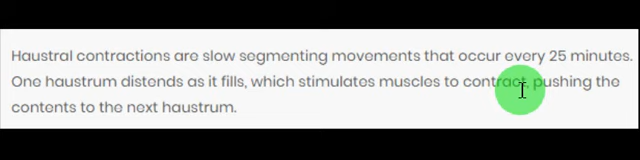 Haustral contractions are slow segmenting movements that occur every 25 minutes.
One haustrum distends as it fills, which stimulates muscles to contract, pushing the
contents to the next haustrum.